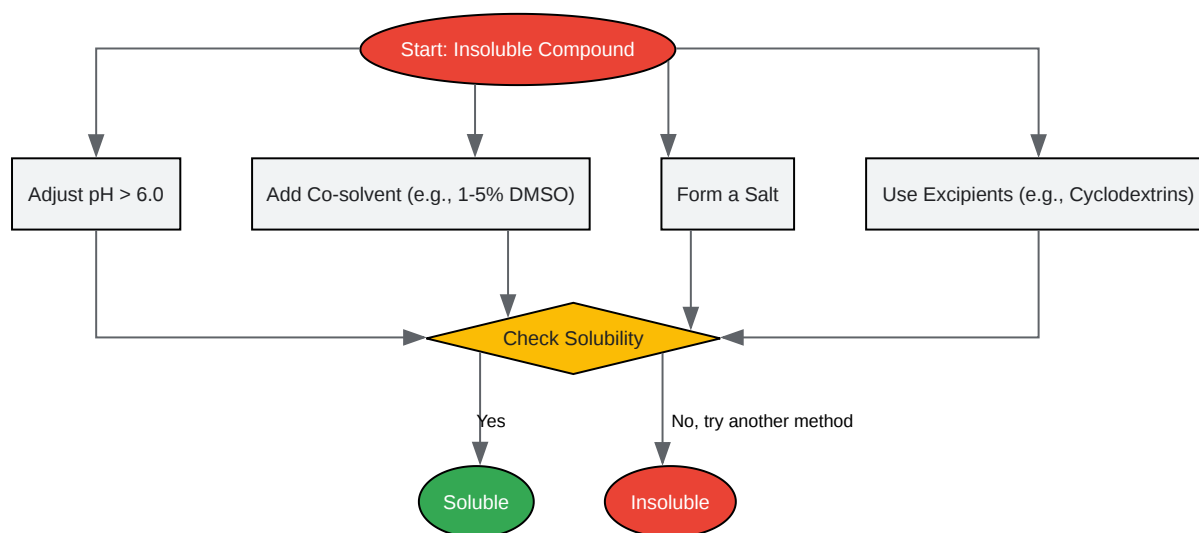 Start: Insoluble Compound
Adjust pH > 6.0
Add Co-solvent (e.g., 1-5% DMSO)
Form a Salt
Use Excipients (e.g., Cyclodextrins)
Check Solubility
Yes
No, try another method
Soluble
Insoluble